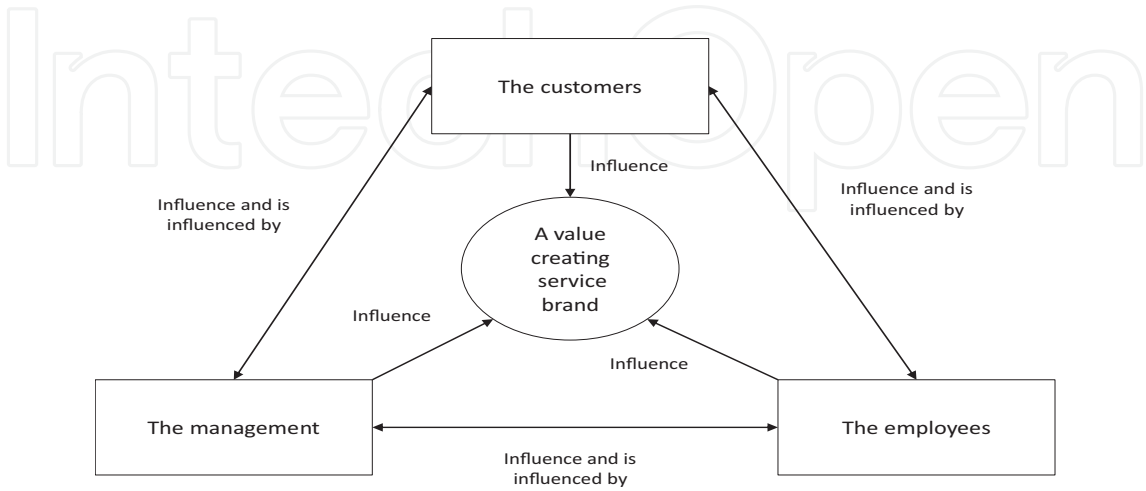 IntechOpen
The customers
Influence
Influence and is
influenced by
Influence and is
influenced by
A value
creating
service
brand
Influence
Influence
The management
The employees
Influence and is
influenced by